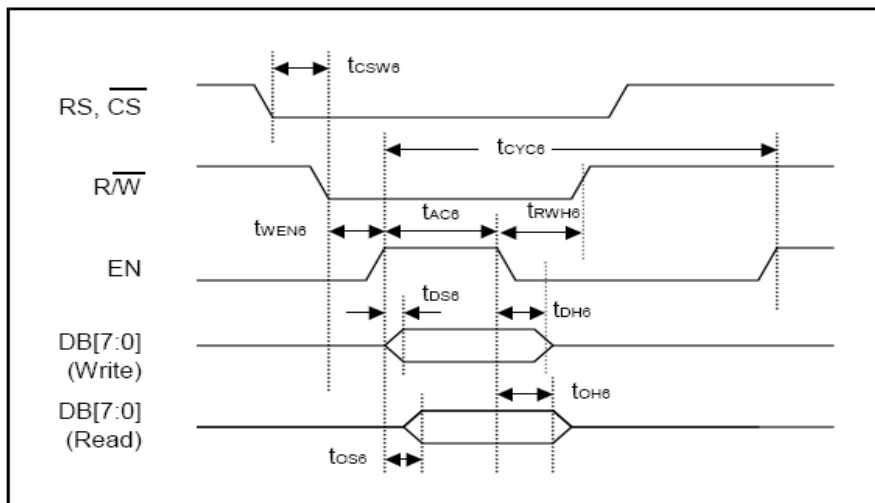 tCSW6
RS, CS
tCYC6
R/W
tWEN6
tAC6
tRWH6
EN
tDS6
tDH6
DB[7:0]
(Write)
tOH6
DB[7:0]
(Read)
tOS6